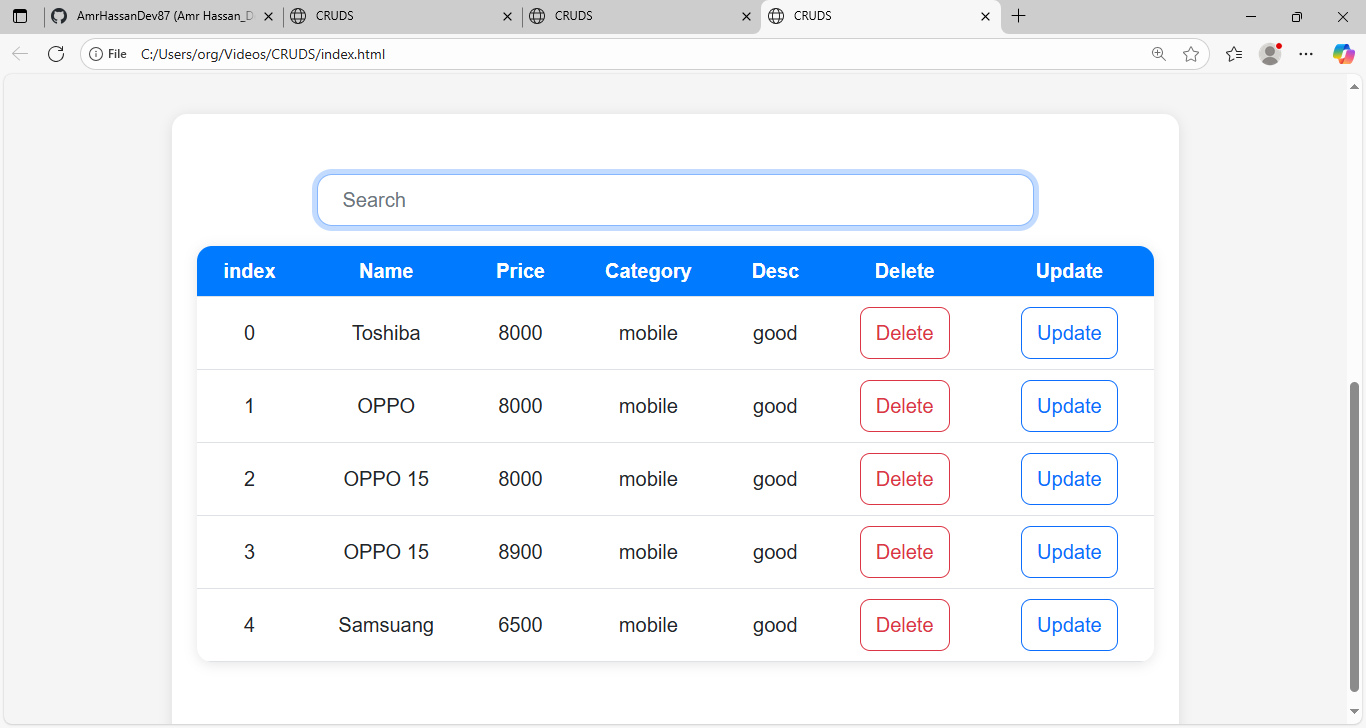 AmrHassanDev87 (Amr Hassan_D
CRUDS
CRUDS
CRUDS
File C:/Users/org/Videos/CRUDS/index.html
Search
index Name Price Category Desc Delete Update
0 Toshiba 8000 mobile good Delete Update
1 OPPO 8000 mobile good Delete Update
2 OPPO 15 8000 mobile good Delete Update
3 OPPO 15 8900 mobile good Delete Update
4 Samsuang 6500 mobile good Delete Update